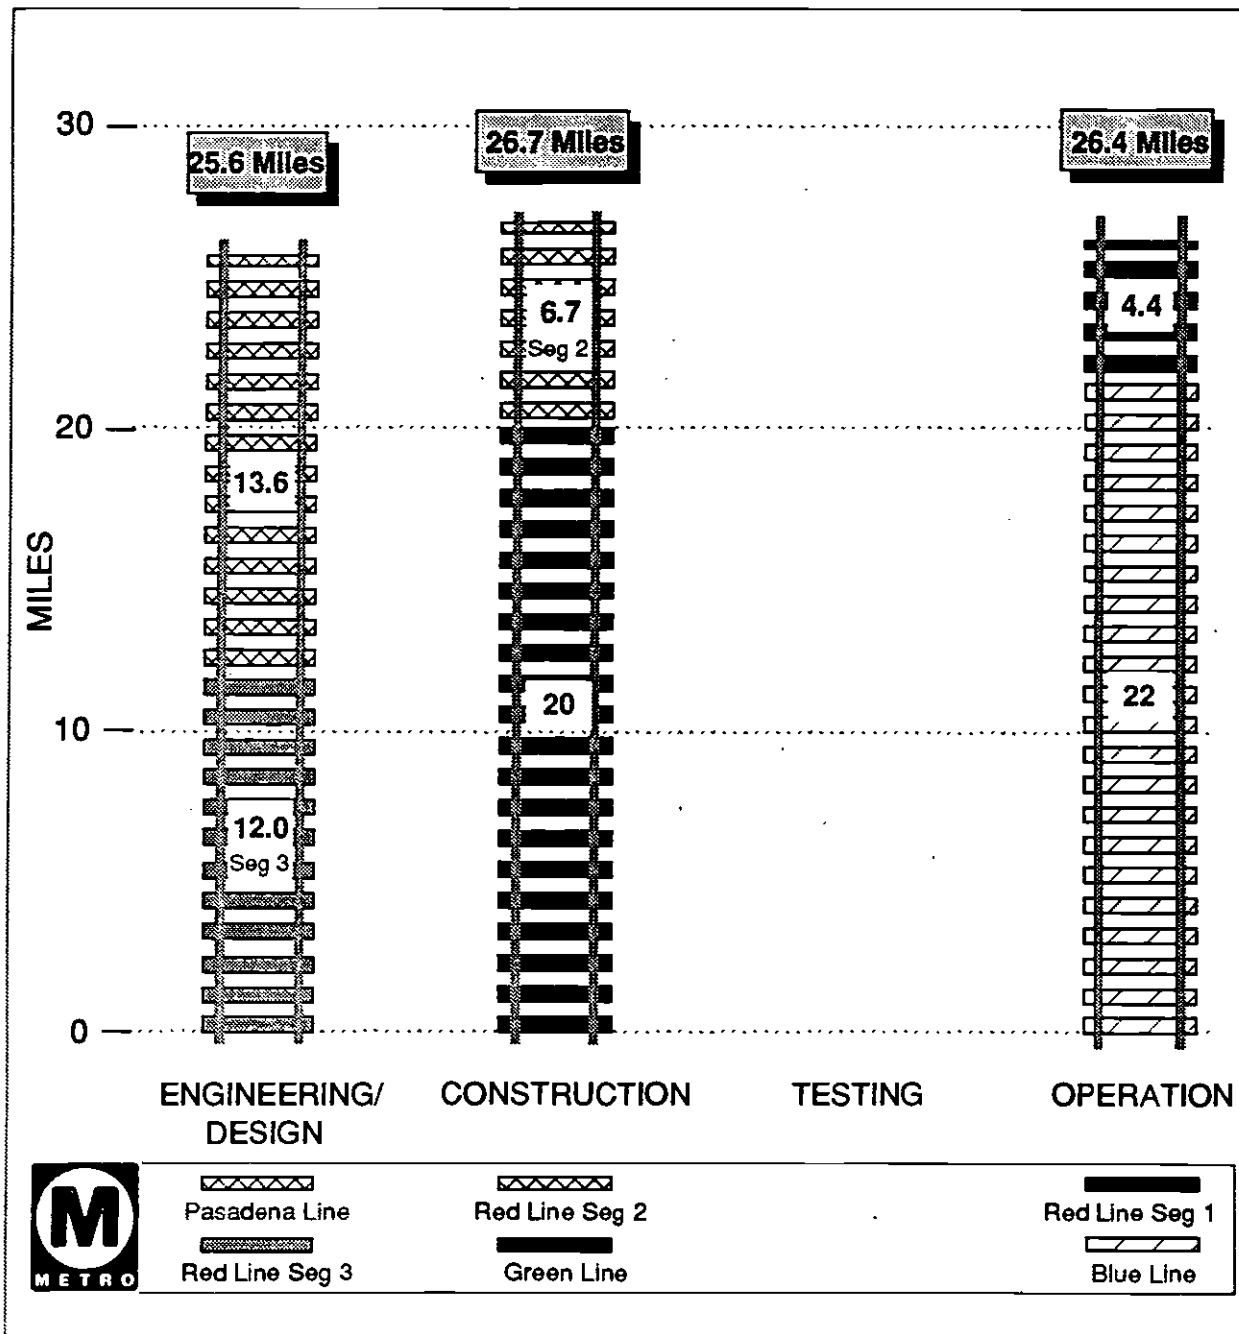 30
25.6 Miles
26.7 Miles
26.4 Miles
6.7
Seg 2
4.4
20
13.6
MILES
20
22
10
12.0
Seg 3
0
ENGINEERING/
DESIGN
CONSTRUCTION
TESTING
OPERATION
M
METRO
Pasadena Line
Red Line Seg 2
Red Line Seg 1
Red Line Seg 3
Green Line
Blue Line